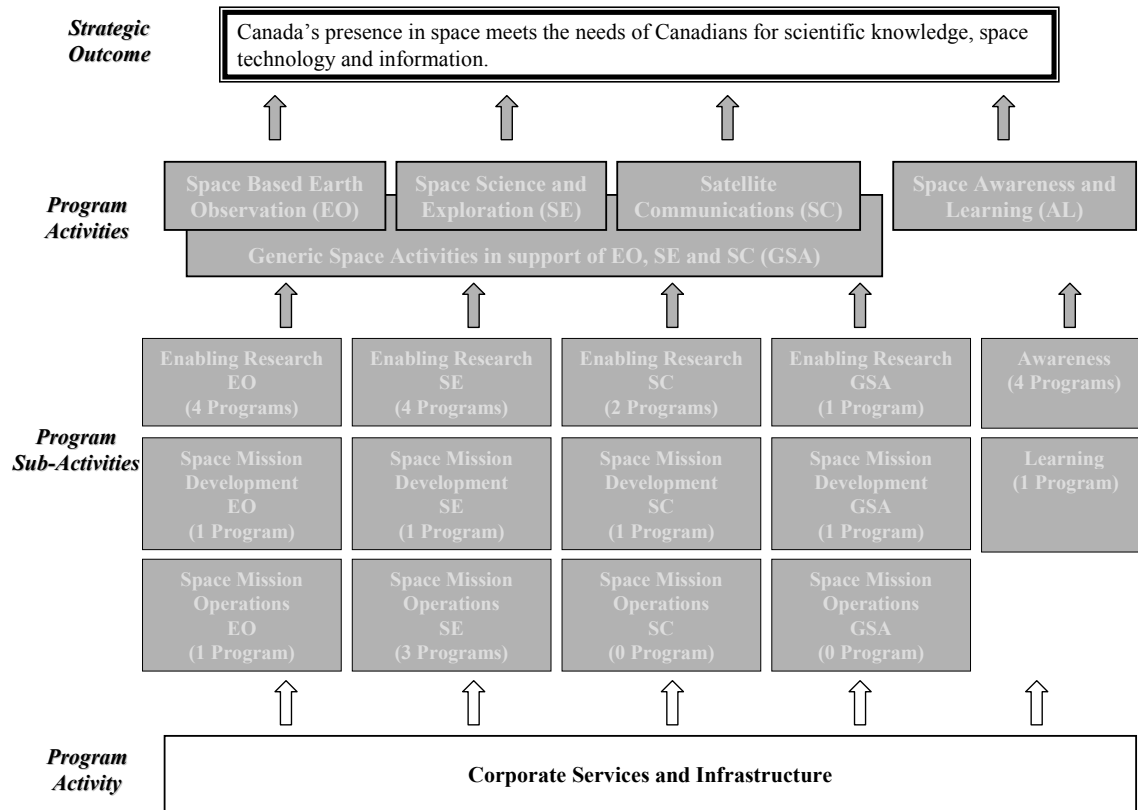 Strategic
Outcome
Canada's presence in space meets the needs of Canadians for scientific knowledge, space
technology and information.
Program
Activities
Space Based Earth
Observation (EO)
Space Science and
Exploration (SE)
Satellite
Communications (SC)
Space Awareness and
Learning (AL)
Generic Space Activities in support of EO, SE and SC (GSA)
Program
Sub-Activities
Enabling Research
EO
(4 Programs)
Enabling Research
SE
(4 Programs)
Enabling Research
SC
(2 Programs)
Enabling Research
GSA
(1 Program)
Awareness
(4 Programs)
Space Mission
Development
EO
(1 Program)
Space Mission
Development
SE
(1 Program)
Space Mission
Development
SC
(1 Program)
Space Mission
Development
GSA
(1 Program)
Learning
(1 Program)
Space Mission
Operations
EO
(1 Program)
Space Mission
Operations
SE
(3 Programs)
Space Mission
Operations
SC
(0 Program)
Space Mission
Operations
GSA
(0 Program)
Program
Activity
Corporate Services and Infrastructure